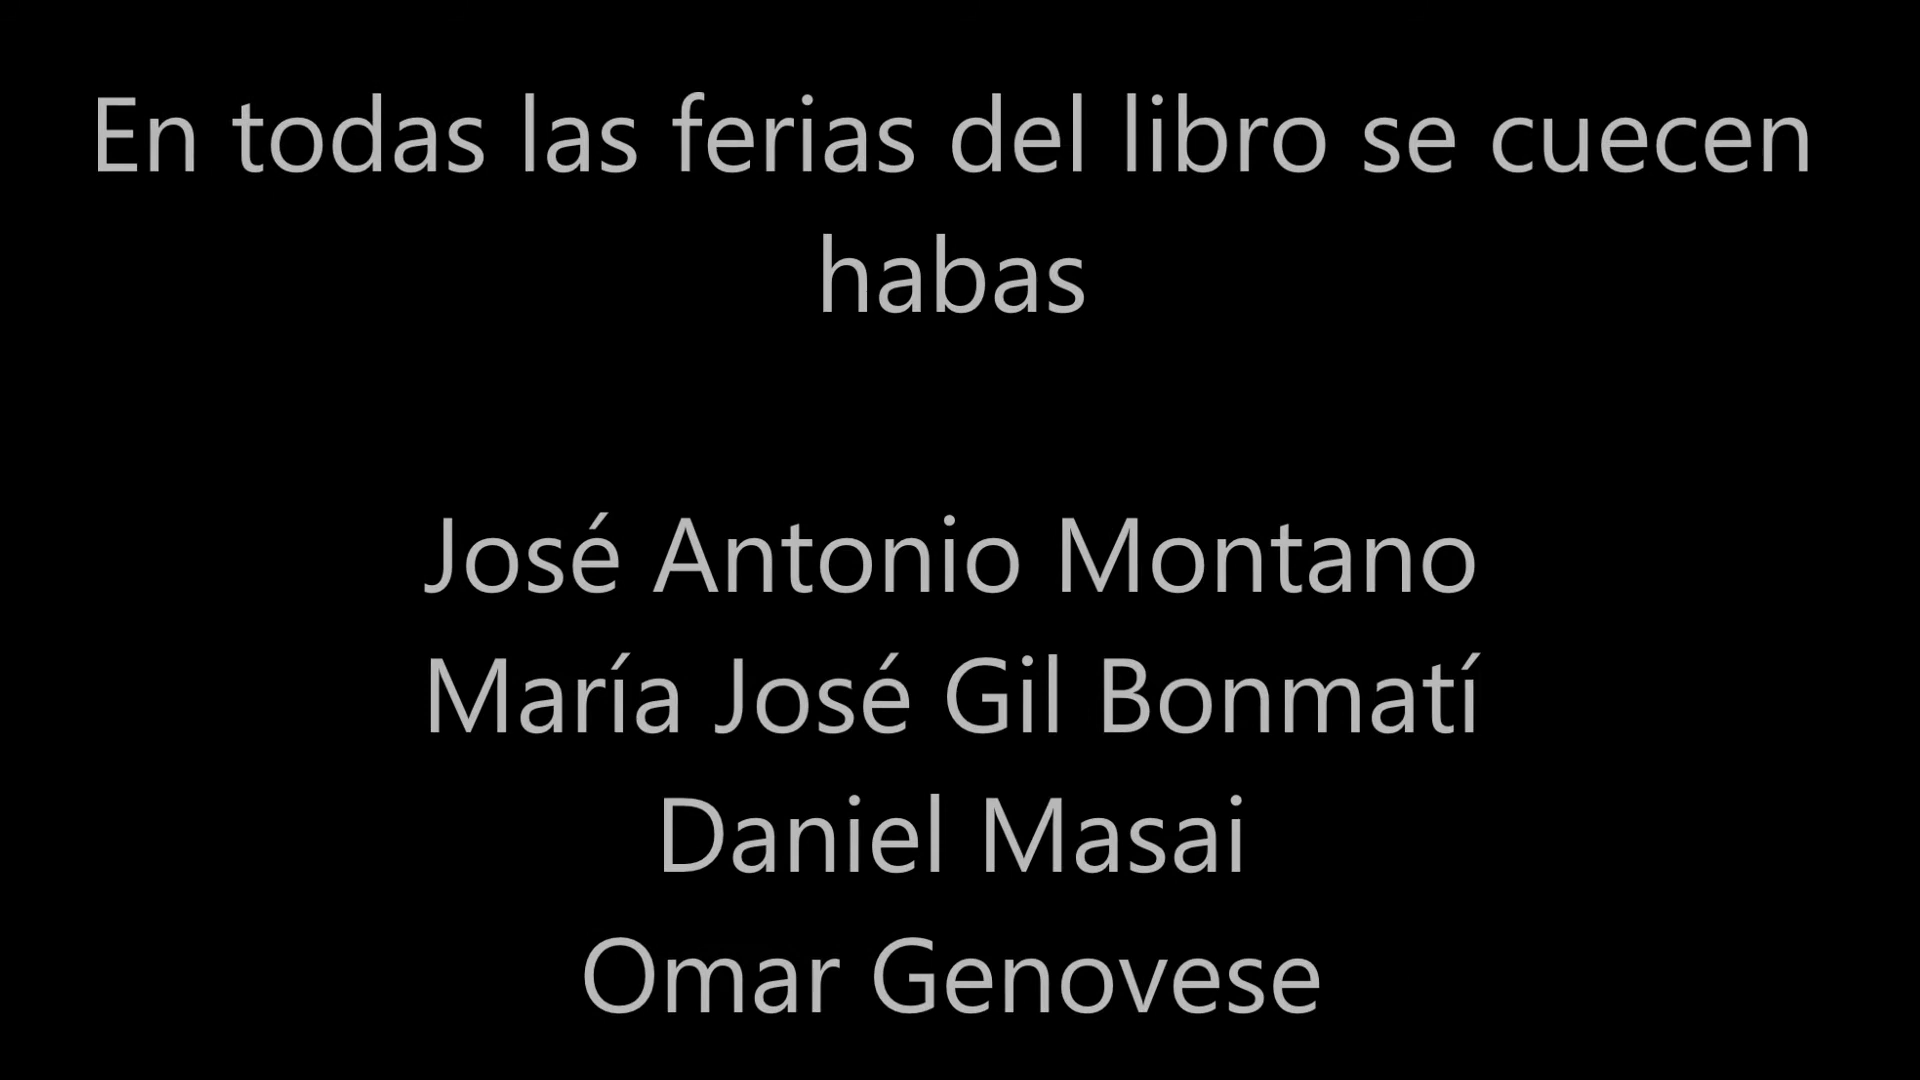 En todas las ferias del libro se cuecen
habas
José Antonio Montano
María José Gil Bonmatí
Daniel Masai
Omar Genovese